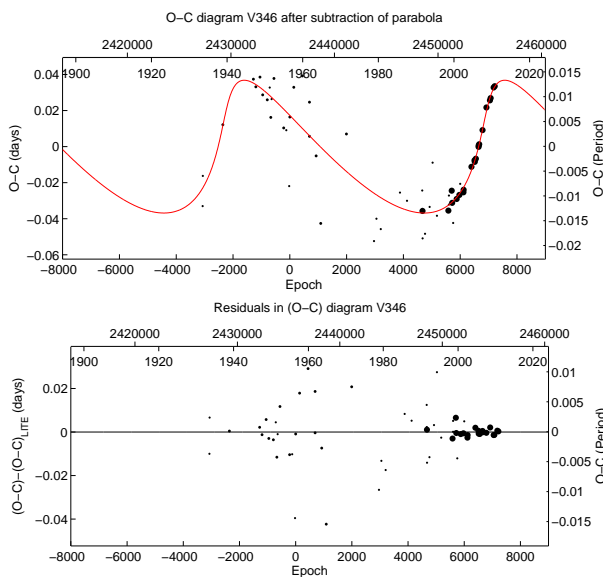 O−C diagram V346 after subtraction of parabola
2420000 2430000 2440000 2450000 2460000
1900 1920 1940 1960 1980 2000 2020
0.04
0.02
0
−0.02
−0.04
−0.06
O−C (days)
0.015
0.01
0.005
0
−0.005
−0.01
−0.015
−0.02
O−C (Period)
−8000 −6000 −4000 −2000 0 2000 4000 6000 8000
Epoch
Residuals in (O−C) diagram V346
2420000 2430000 2440000 2450000 2460000
1900 1920 1940 1960 1980 2000 2020
0.02
0
−0.02
−0.04
(O−C)−(O−C)LITE (days)
0.01
0.005
0
−0.005
−0.01
−0.015
O−C (Period)
−8000 −6000 −4000 −2000 0 2000 4000 6000 8000
Epoch